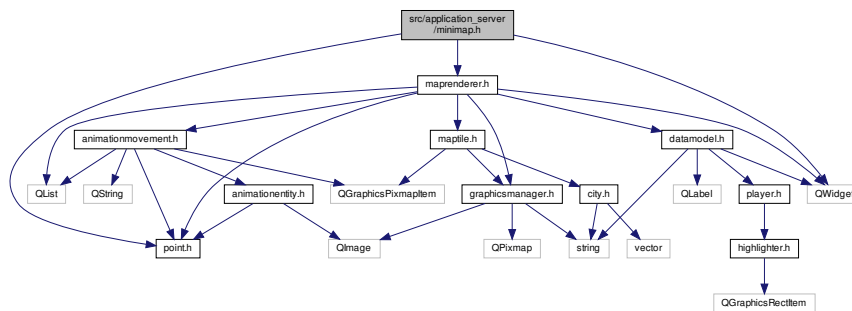 src/application_server
/minimap.h
maprenderer.h
animationmovement.h
maptile.h
datamodel.h
QList
QString
animationentity.h
QGraphicsPixmapItem
graphicsmanager.h
city.h
QLabel
player.h
QWidget
point.h
QImage
QPixmap
string
vector
highlighter.h
QGraphicsRectItem